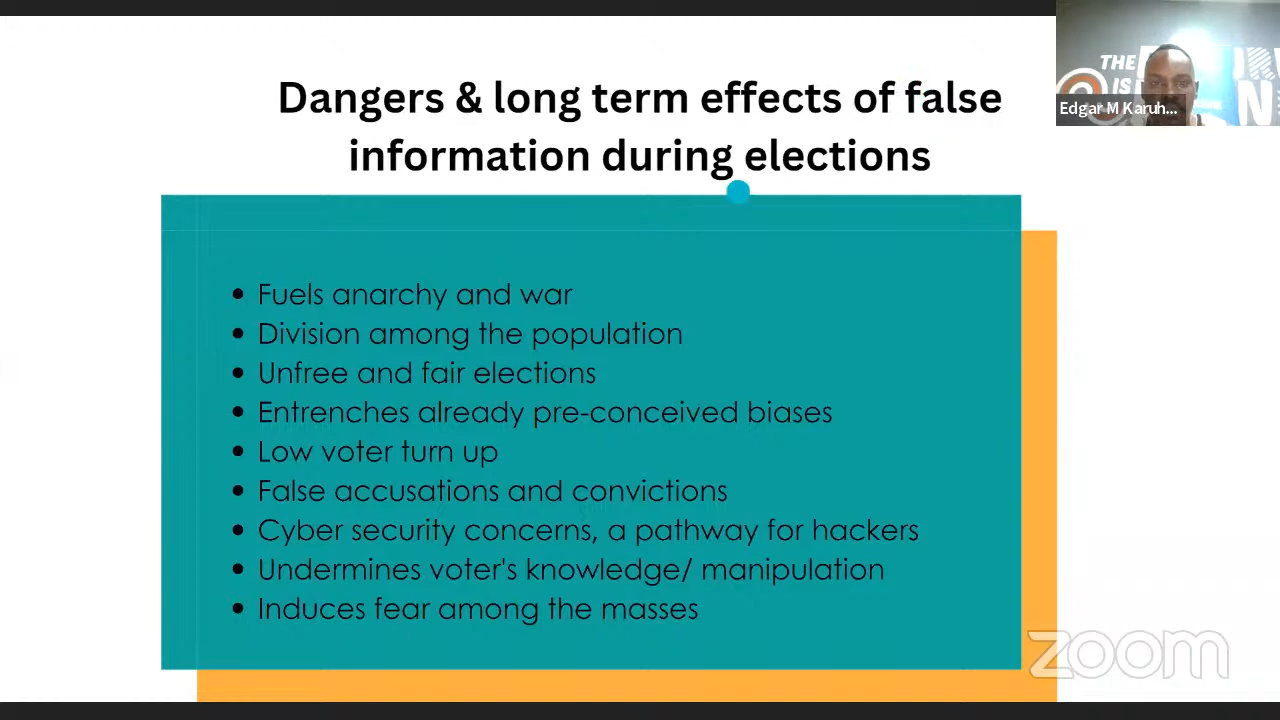 Dangers & long term effects of false
information during elections
• Fuels anarchy and war
• Division among the population
• Unfree and fair elections
• Entrenches already pre-conceived biases
• Low voter turn up
• False accusations and convictions
• Cyber security concerns, a pathway for hackers
• Undermines voter's knowledge/ manipulation
• Induces fear among the masses
THE
IS
Edgar M Karuh...
zoom